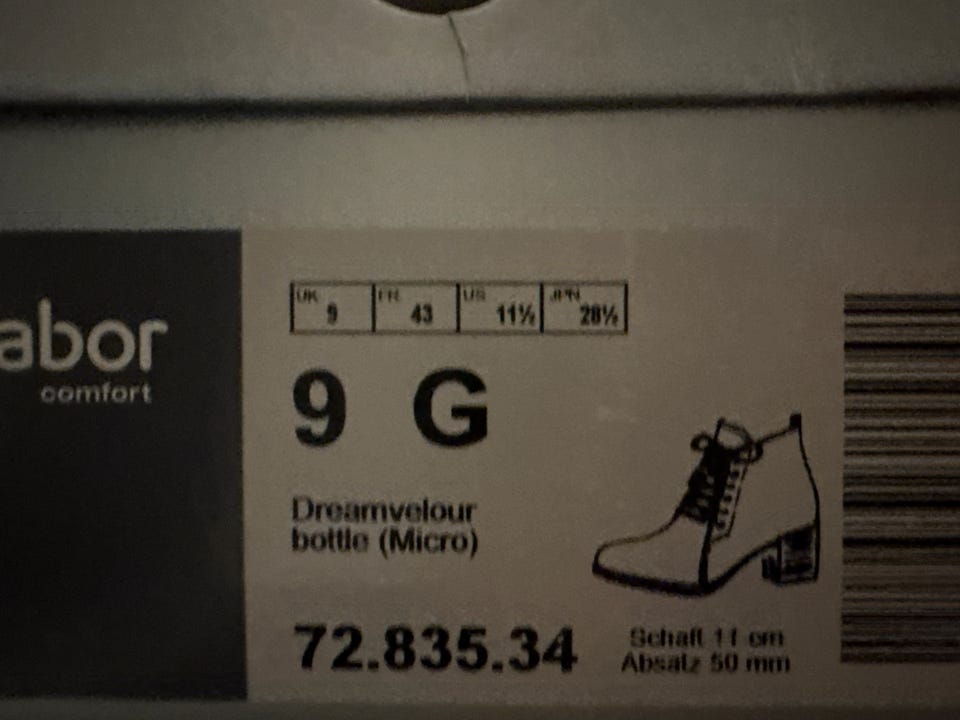 abor
comfort
UK 9 FR 43 US 11½ JPN 28½
9 G
Dreamvelour
bottle (Micro)
72.835.34
Schaft 11 cm
Absatz 50 mm